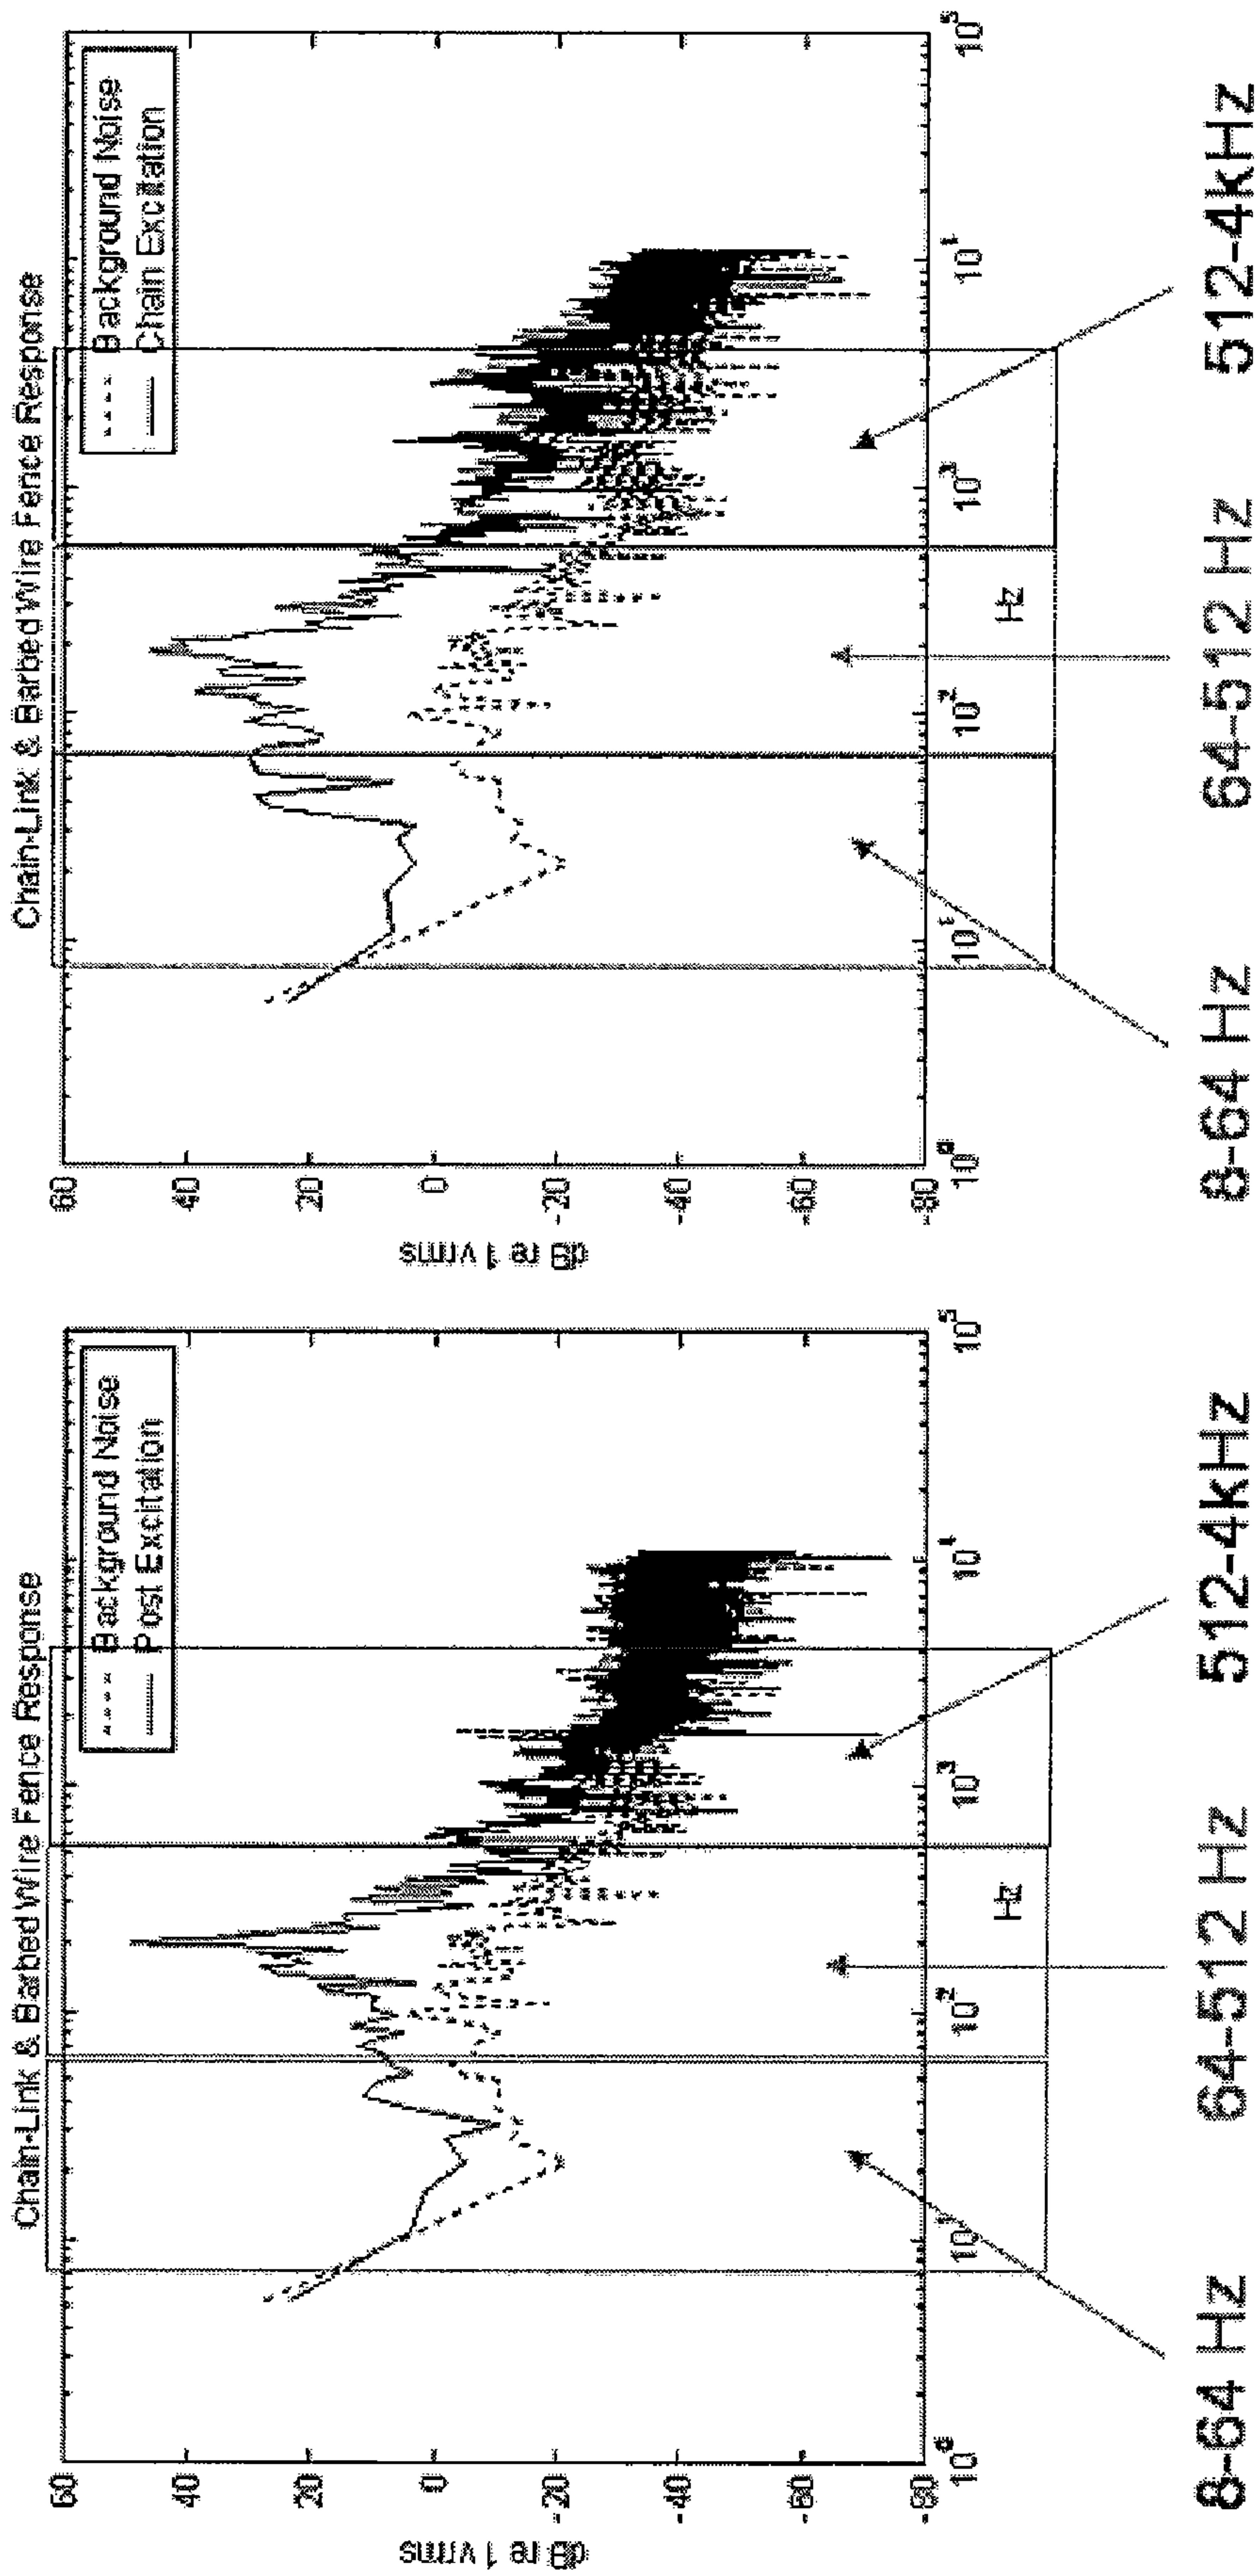 Chain-Link & Barbed Wire Fence Response
Background Noise
Post Excitation
60
40
20
0
-20
-40
-60
-80
dB re 1 vrms
10^0
10^1
10^2
10^3
10^4
10^5
Hz
8-64 Hz
64-512 Hz
512-4kHz
Chain-Link & Barbed Wire Fence Response
Background Noise
Chain Excitation
60
40
20
0
-20
-40
-60
-80
dB re 1 vrms
10^0
10^1
10^2
10^3
10^5
Hz
8-64 Hz
64-512 Hz
512-4kHz